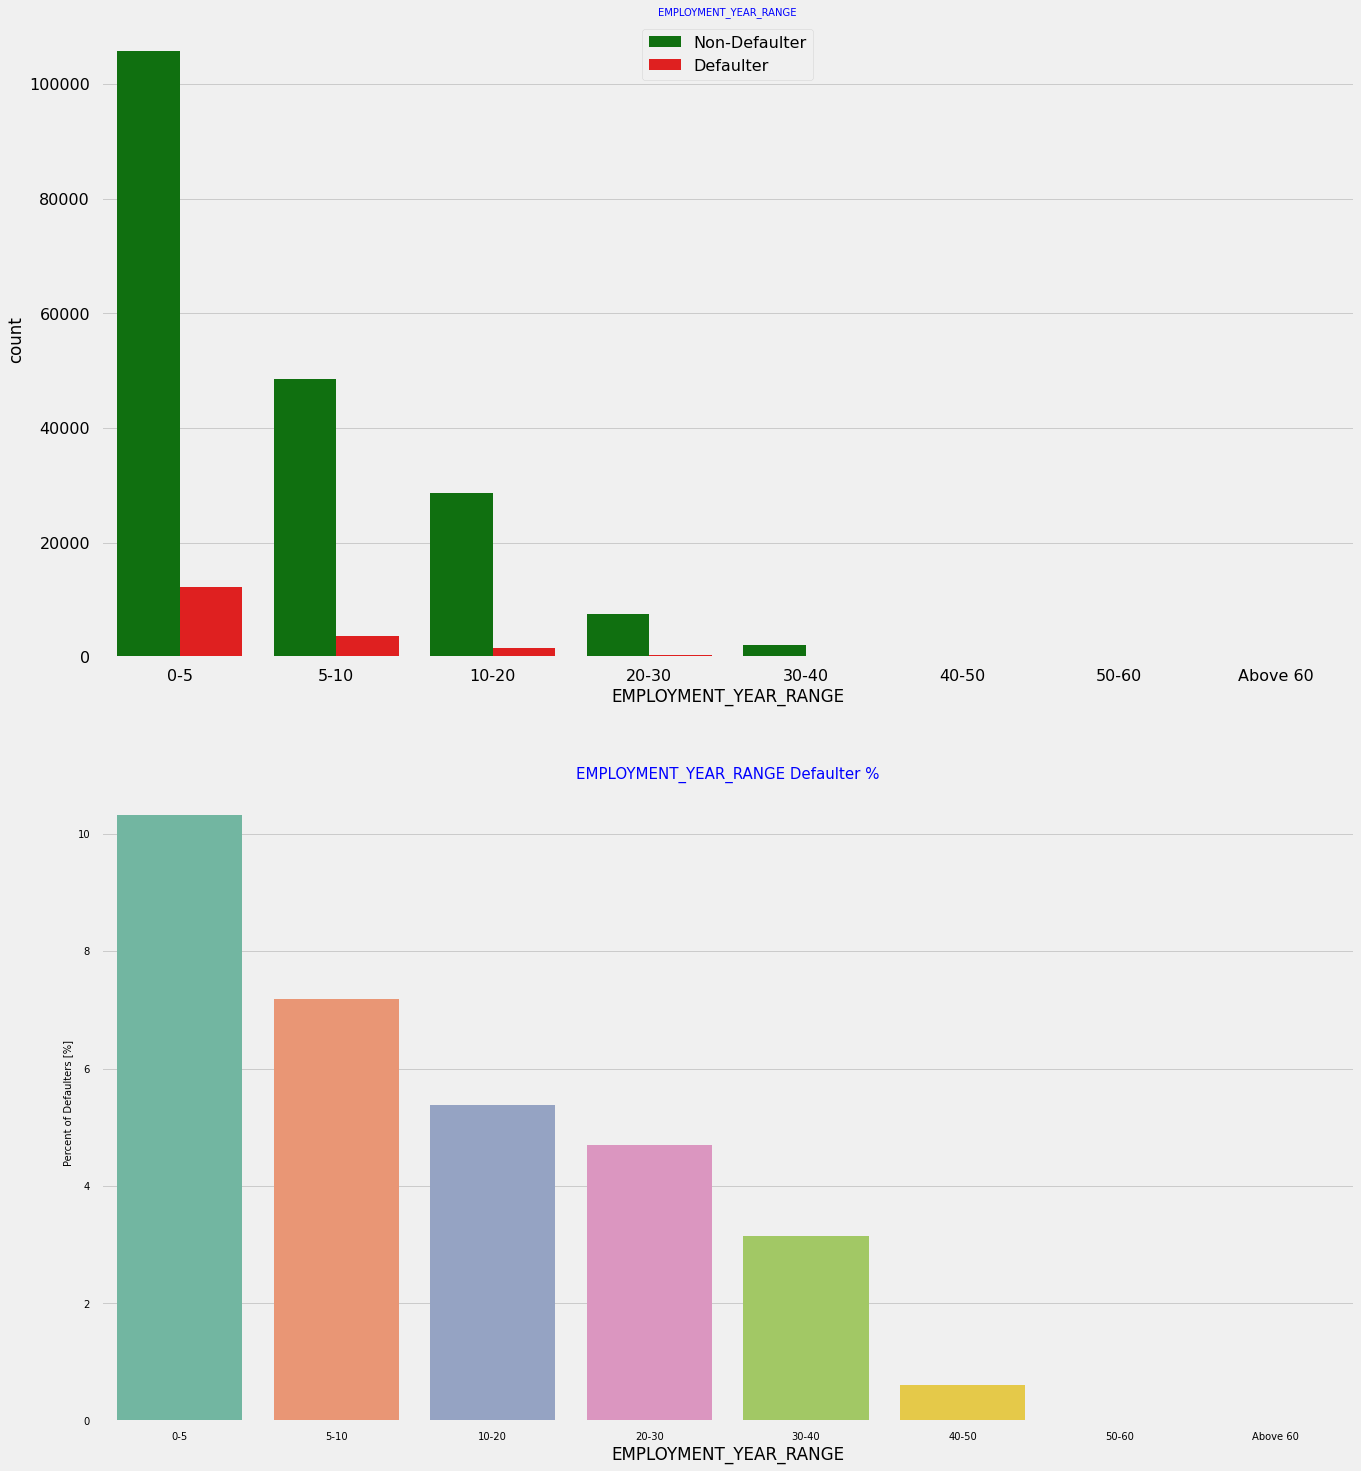 EMPLOYMENT_YEAR_RANGE
Non-Defaulter
Defaulter
100000
80000
60000
40000
20000
0
count
0-5 5-10 10-20 20-30 30-40 40-50 50-60 Above 60
EMPLOYMENT_YEAR_RANGE
EMPLOYMENT_YEAR_RANGE Defaulter %
10
8
6
4
2
0
Percent of Defaulters [%]
0-5 5-10 10-20 20-30 30-40 40-50 50-60 Above 60
EMPLOYMENT_YEAR_RANGE